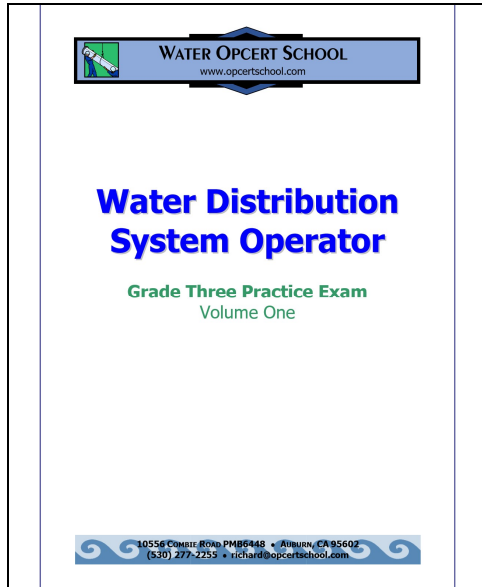 WATER OPCERT SCHOOL
www.opcertschool.com
Water Distribution
System Operator
Grade Three Practice Exam
Volume One
10556 COMBIE ROAD PMB6448 • AUBURN, CA 95602
(530) 277-2255 • richard@opcertschool.com